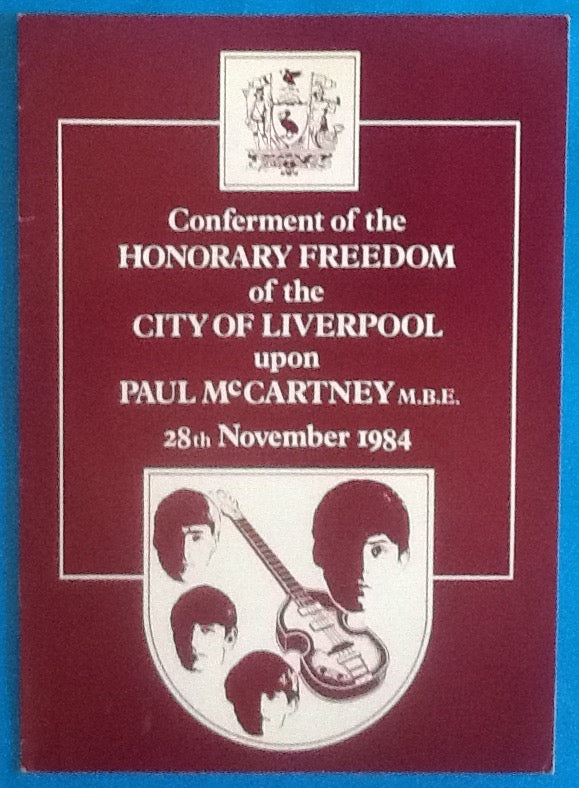 Conferment of the
HONORARY FREEDOM
of the
CITY OF LIVERPOOL
upon
PAUL McCARTNEY M.B.E.
28th November 1984